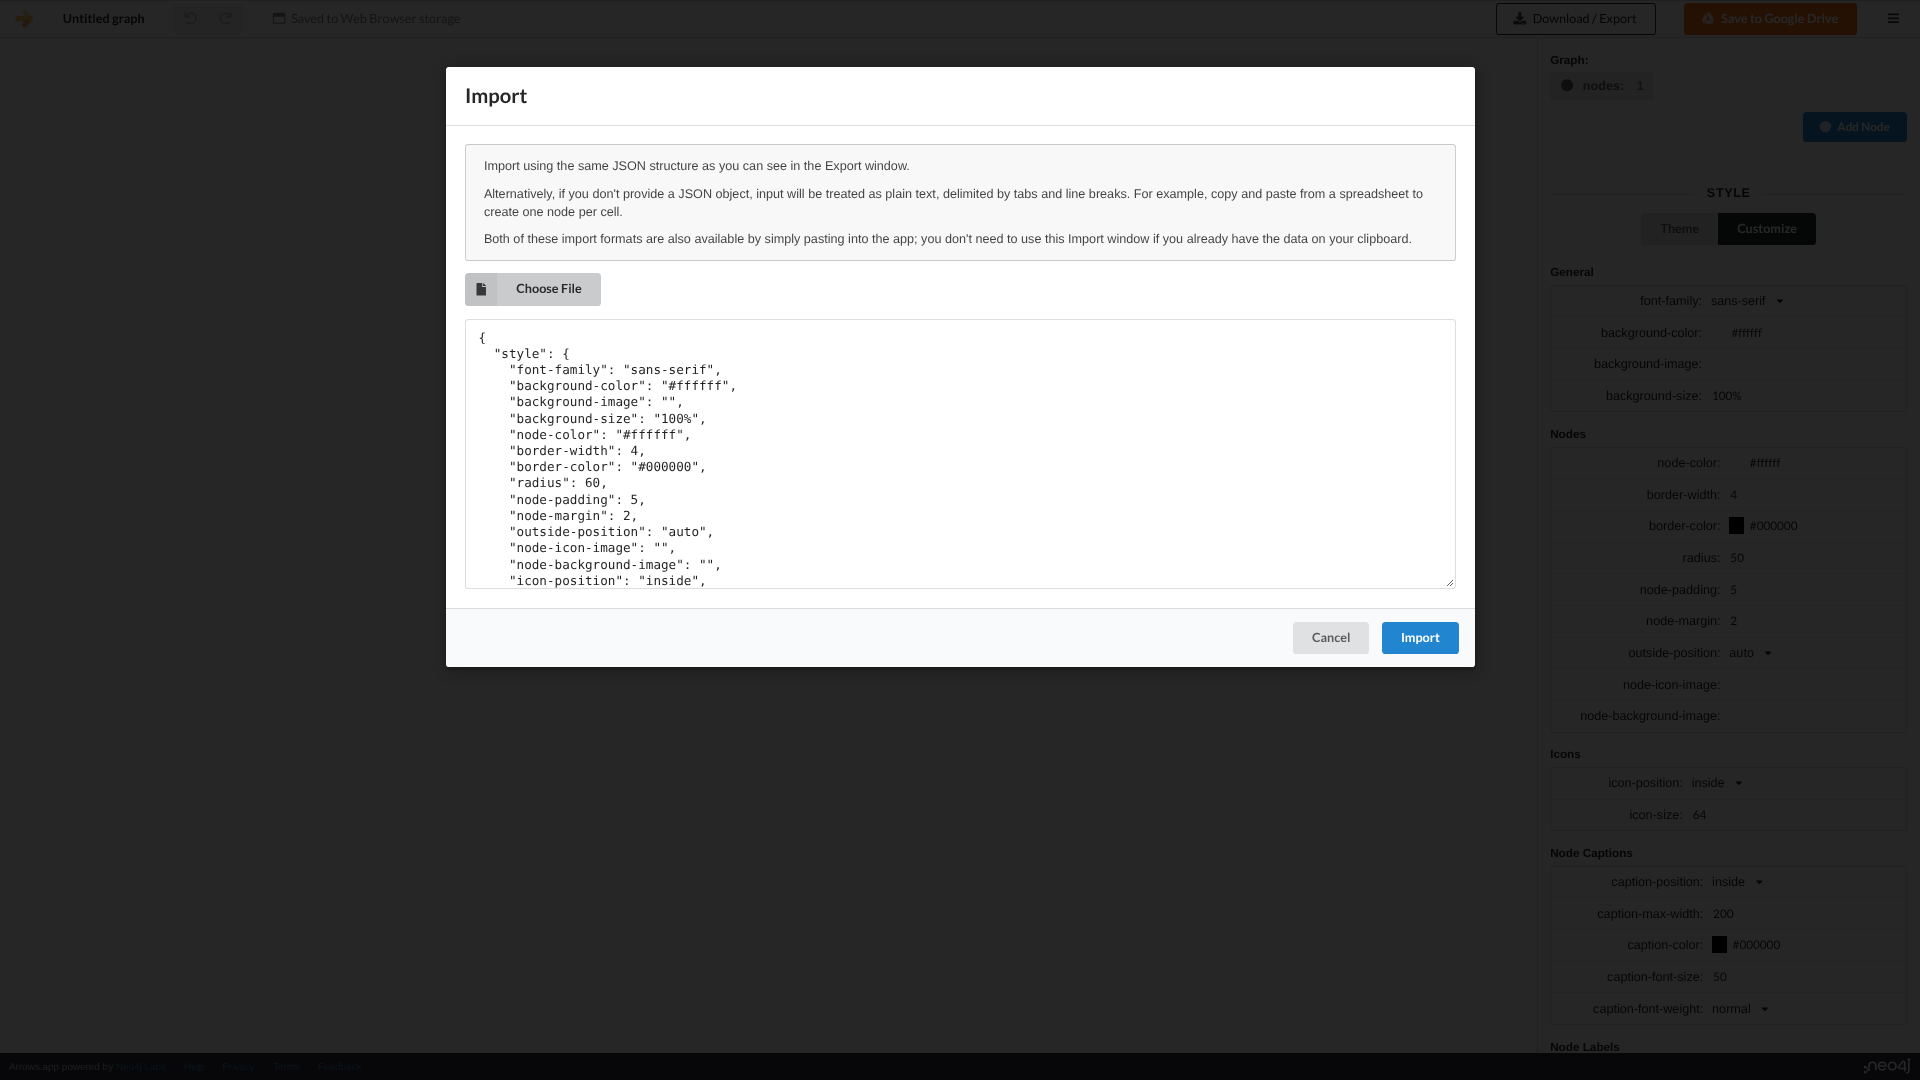 Untitled graph
Saved to Web Browser storage
Download / Export
Save to Google Drive
Import
Import using the same JSON structure as you can see in the Export window.
Alternatively, if you don't provide a JSON object, input will be treated as plain text, delimited by tabs and line breaks. For example, copy and paste from a spreadsheet to
create one node per cell.
Both of these import formats are also available by simply pasting into the app; you don't need to use this Import window if you already have the data on your clipboard.
Choose File
{
"style": {
"font-family": "sans-serif",
"background-color": "#ffffff",
"background-image": "",
"background-size": "100%",
"node-color": "#ffffff",
"border-width": 4,
"border-color": "#000000",
"radius": 60,
"node-padding": 5,
"node-margin": 2,
"outside-position": "auto",
"node-icon-image": "",
"node-background-image": "",
"icon-position": "inside",
Cancel
Import
Graph:
nodes: 1
Add Node
STYLE
Theme
Customize
General
font-family: sans-serif
background-color: #ffffff
background-image:
background-size: 100%
Nodes
node-color: #ffffff
border-width: 4
border-color: #000000
radius: 50
node-padding: 5
node-margin: 2
outside-position: auto
node-icon-image:
node-background-image:
Icons
icon-position: inside
icon-size: 64
Node Captions
caption-position: inside
caption-max-width: 200
caption-color: #000000
caption-font-size: 50
caption-font-weight: normal
Node Labels
Arrows.app powered by Neo4j Labs
Help
Privacy
Terms
Feedback
neo4j